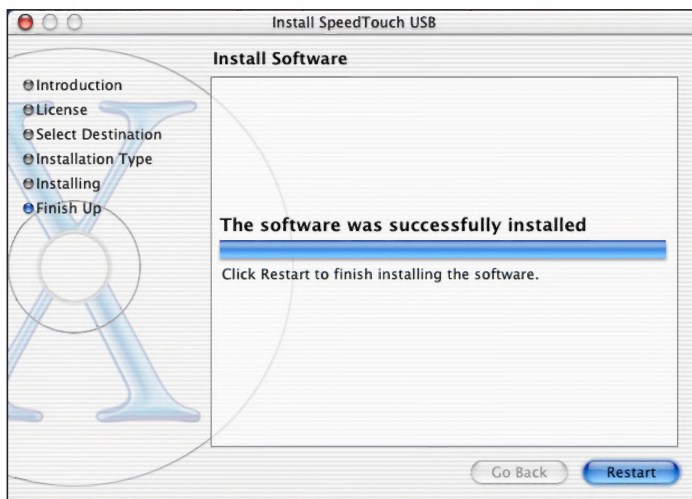 Install SpeedTouch USB
Install Software
Introduction
License
Select Destination
Installation Type
Installing
Finish Up
The software was successfully installed
Click Restart to finish installing the software.
Go Back
Restart